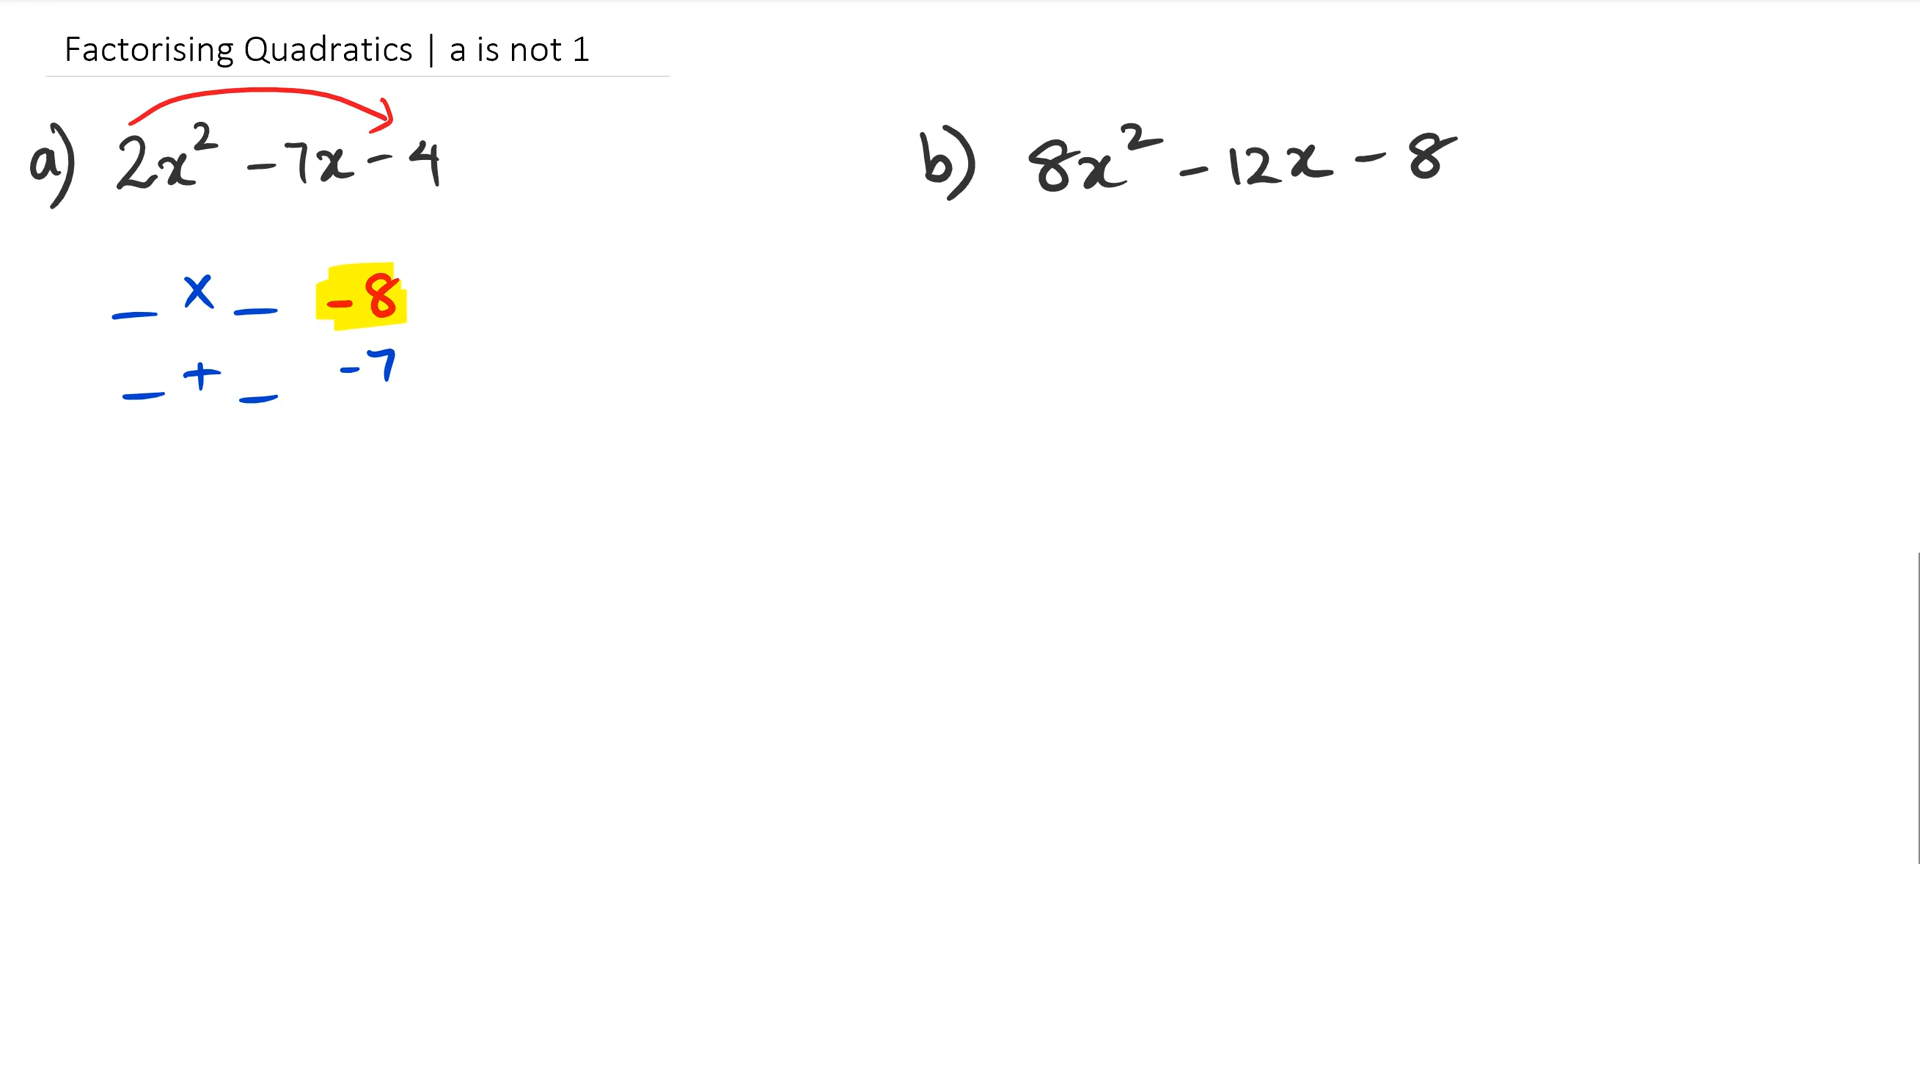 Factorising Quadratics | a is not 1
a) 2x² - 7x - 4
b) 8x² - 12x - 8
_ x _ -8
_ + _ -7